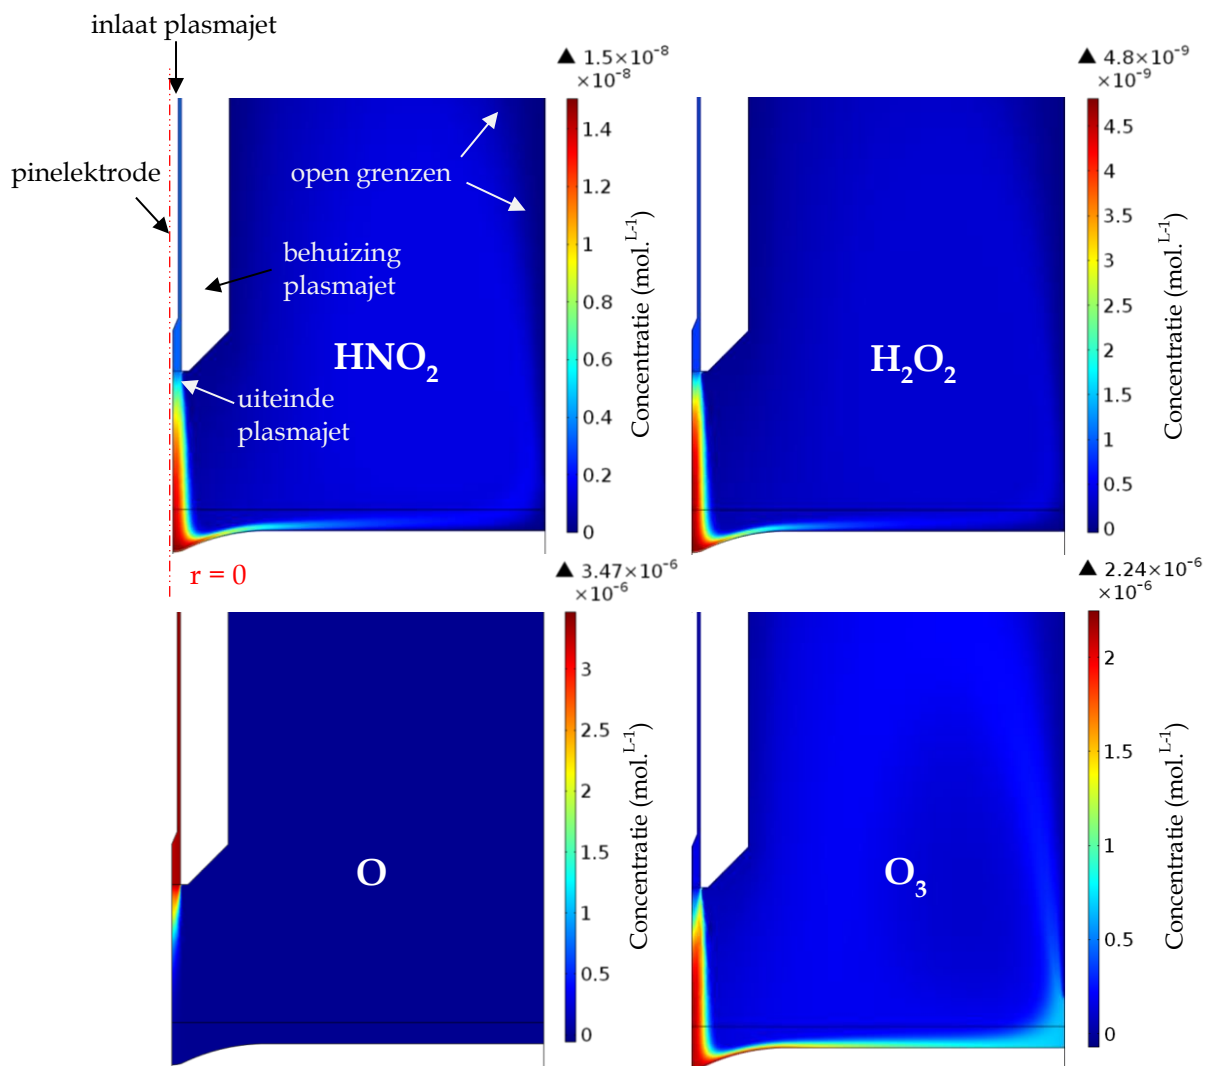 inlaat plasmajet
pinelektrode
open grenzen
behuizing
plasmajet
uiteinde
plasmajet
HNO₂
r = 0
▲ 1.5×10⁻⁸
×10⁻⁸
1.4
1.2
1
0.8
0.6
0.4
0.2
0
Concentratie (mol.ᴸ⁻¹)
H₂O₂
▲ 4.8×10⁻⁹
×10⁻⁹
4.5
4
3.5
3
2.5
2
1.5
1
0.5
0
Concentratie (mol.ᴸ⁻¹)
O
▲ 3.47×10⁻⁶
×10⁻⁶
3
2.5
2
1.5
1
0.5
0
Concentratie (mol.ᴸ⁻¹)
O₃
▲ 2.24×10⁻⁶
×10⁻⁶
2
1.5
1
0.5
0
Concentratie (mol.ᴸ⁻¹)